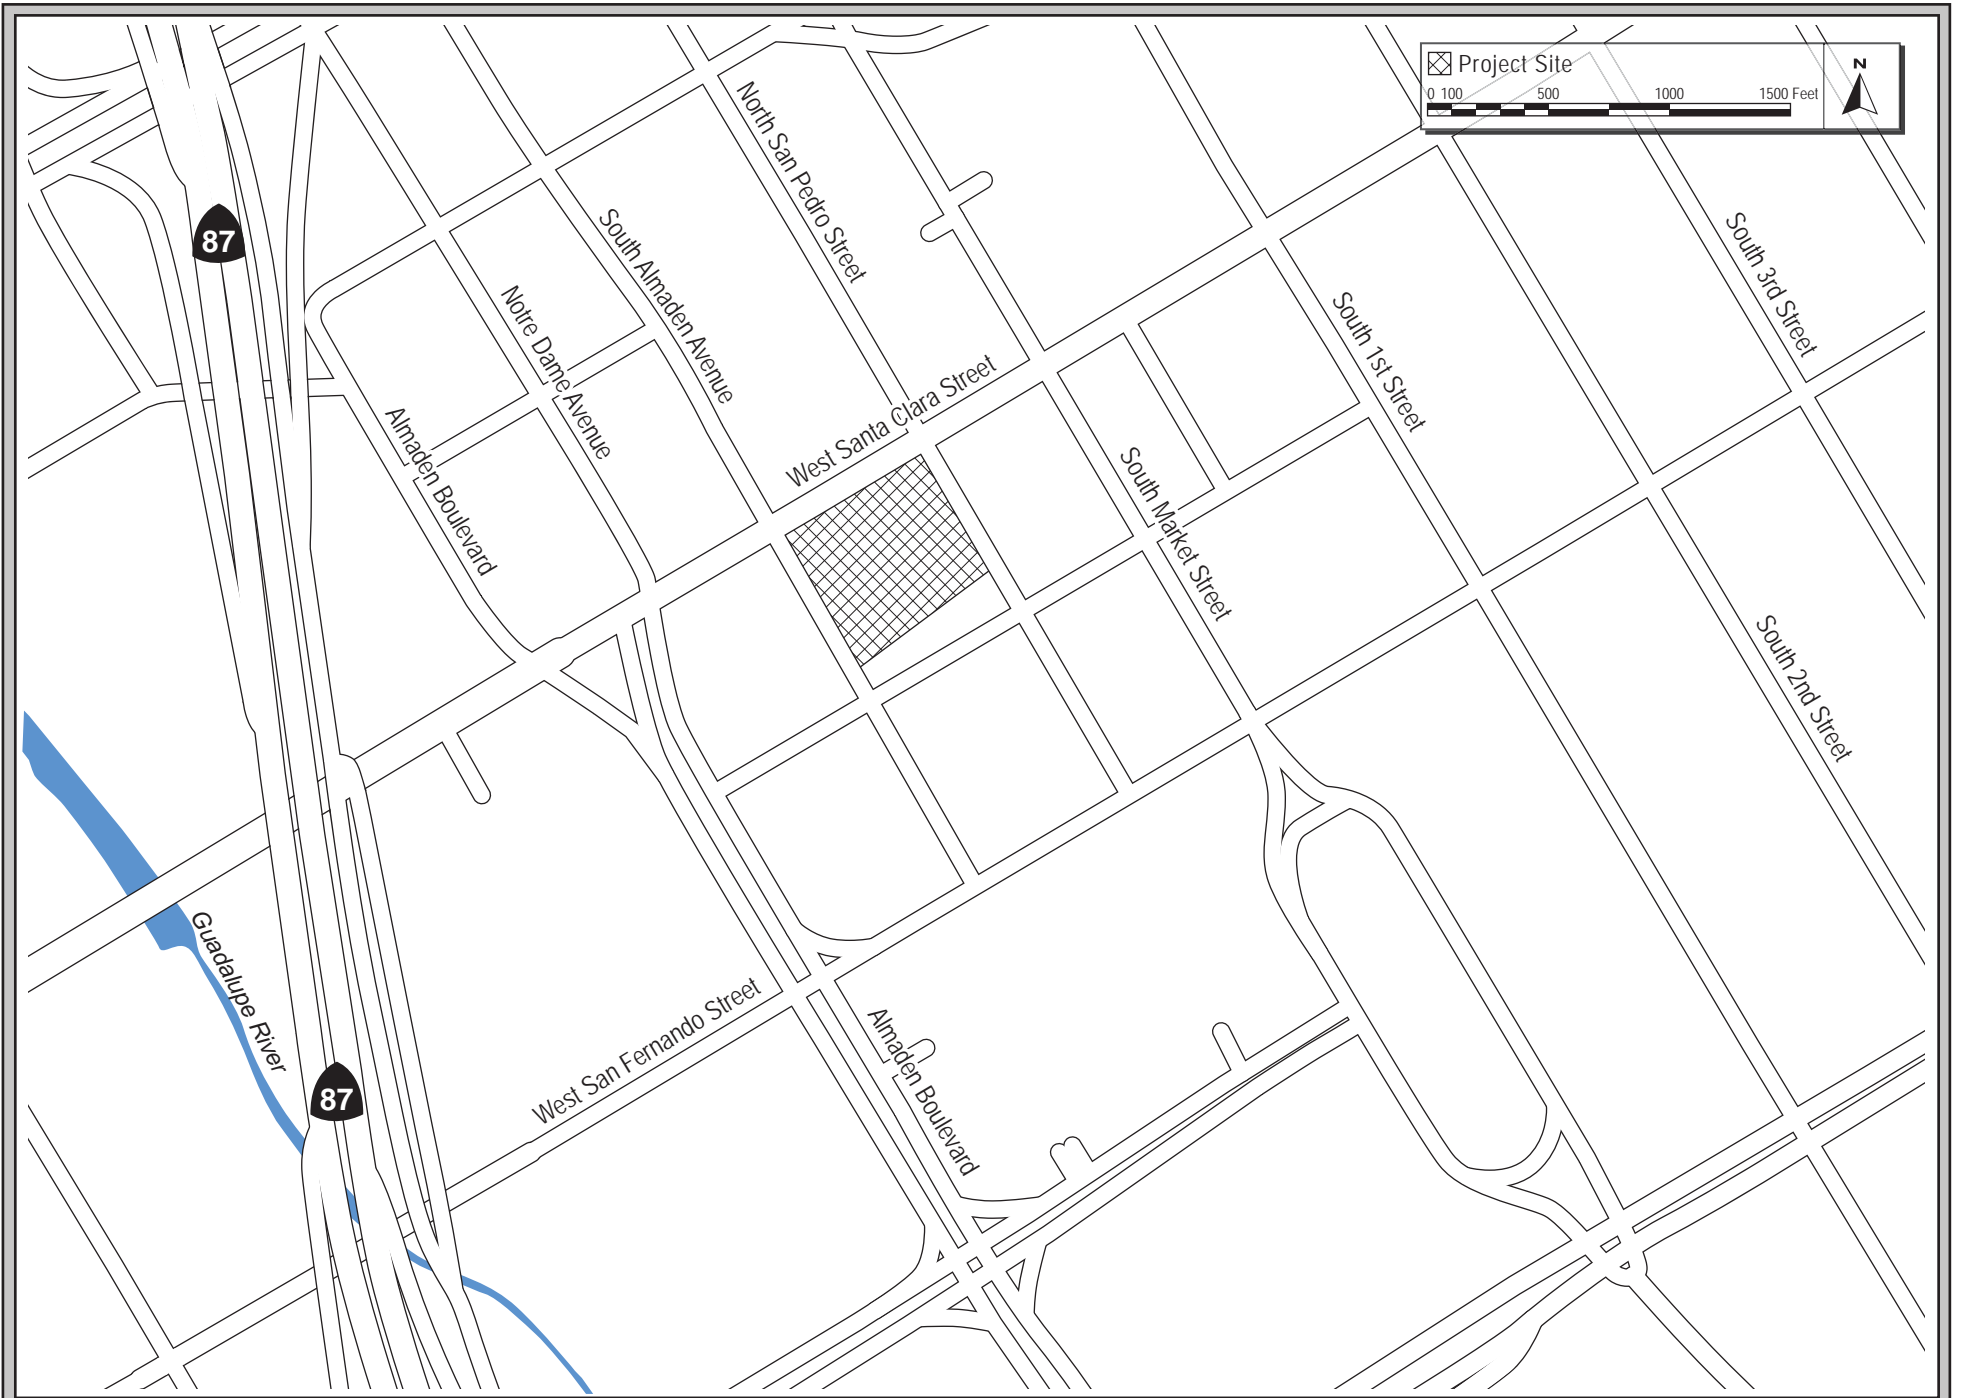 Project Site
N
0 100 500 1000 1500 Feet
North San Pedro Street
South Almaden Avenue
South 3rd Street
87
Notre Dame Avenue
South 1st Street
West Santa Clara Street
Almaden Boulevard
South Market Street
South 2nd Street
Guadalupe River
West San Fernando Street
Almaden Boulevard
87